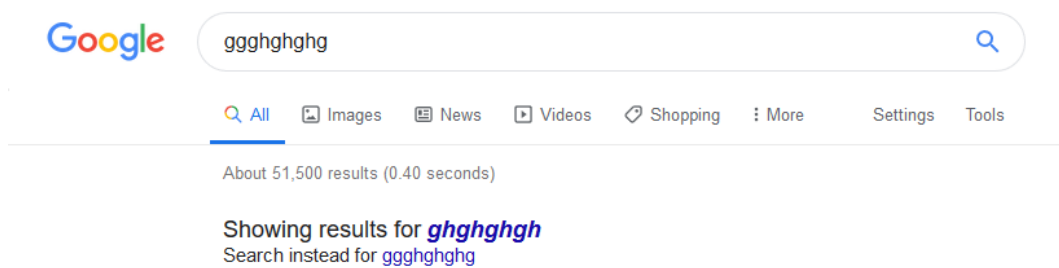 Google ggghghghg
All Images News Videos Shopping More Settings Tools
About 51,500 results (0.40 seconds)
Showing results for ghghghgh
Search instead for ggghghghg